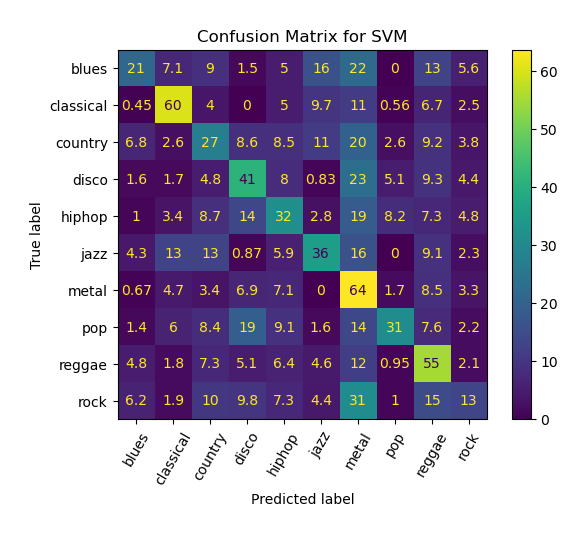 Confusion Matrix for SVM
blues 21 7.1 9 1.5 5 16 22 0 13 5.6
classical 0.45 60 4 0 5 9.7 11 0.56 6.7 2.5
country 6.8 2.6 27 8.6 8.5 11 20 2.6 9.2 3.8
disco 1.6 1.7 4.8 41 8 0.83 23 5.1 9.3 4.4
hiphop 1 3.4 8.7 14 32 2.8 19 8.2 7.3 4.8
jazz 4.3 13 13 0.87 5.9 36 16 0 9.1 2.3
metal 0.67 4.7 3.4 6.9 7.1 0 64 1.7 8.5 3.3
pop 1.4 6 8.4 19 9.1 1.6 14 31 7.6 2.2
reggae 4.8 1.8 7.3 5.1 6.4 4.6 12 0.95 55 2.1
rock 6.2 1.9 10 9.8 7.3 4.4 31 1 15 13
blues classical country disco hiphop jazz metal pop reggae rock
Predicted label
True label
60
50
40
30
20
10
0